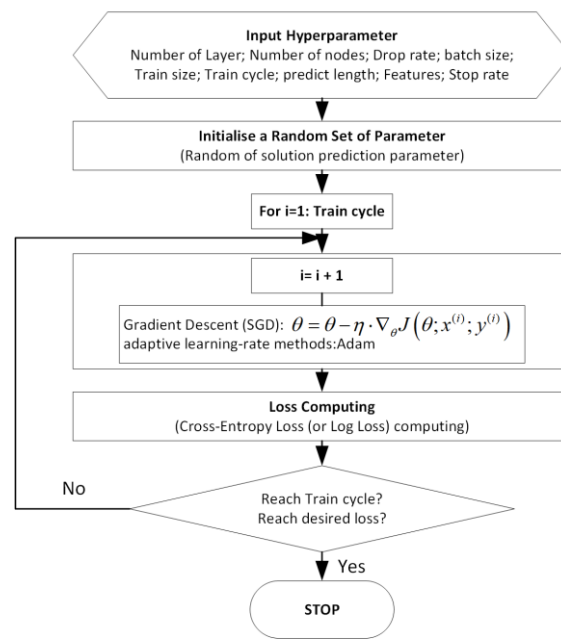 Input Hyperparameter
Number of Layer; Number of nodes; Drop rate; batch size;
Train size; Train cycle; predict length; Features; Stop rate
Initialise a Random Set of Parameter
(Random of solution prediction parameter)
For i=1: Train cycle
i= i + 1
Gradient Descent (SGD): θ = θ − η · ∇_θ J(θ; x^(i); y^(i))
adaptive learning-rate methods:Adam
Loss Computing
(Cross-Entropy Loss (or Log Loss) computing)
No
Reach Train cycle?
Reach desired loss?
Yes
STOP